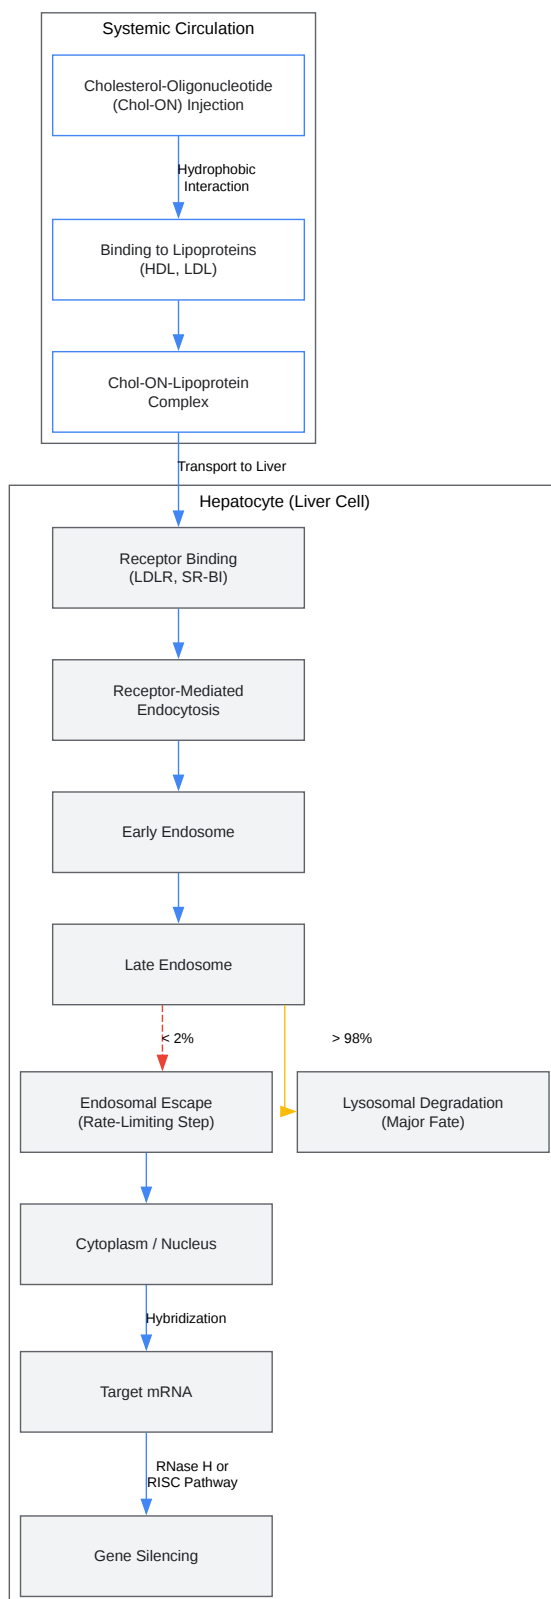 Systemic Circulation
Cholesterol-Oligonucleotide
(Chol-ON) Injection
Hydrophobic
Interaction
Binding to Lipoproteins
(HDL, LDL)
Chol-ON-Lipoprotein
Complex
Transport to Liver
Hepatocyte (Liver Cell)
Receptor Binding
(LDLR, SR-BI)
Receptor-Mediated
Endocytosis
Early Endosome
Late Endosome
< 2%
> 98%
Endosomal Escape
(Rate-Limiting Step)
Lysosomal Degradation
(Major Fate)
Cytoplasm / Nucleus
Hybridization
Target mRNA
RNase H or
RISC Pathway
Gene Silencing